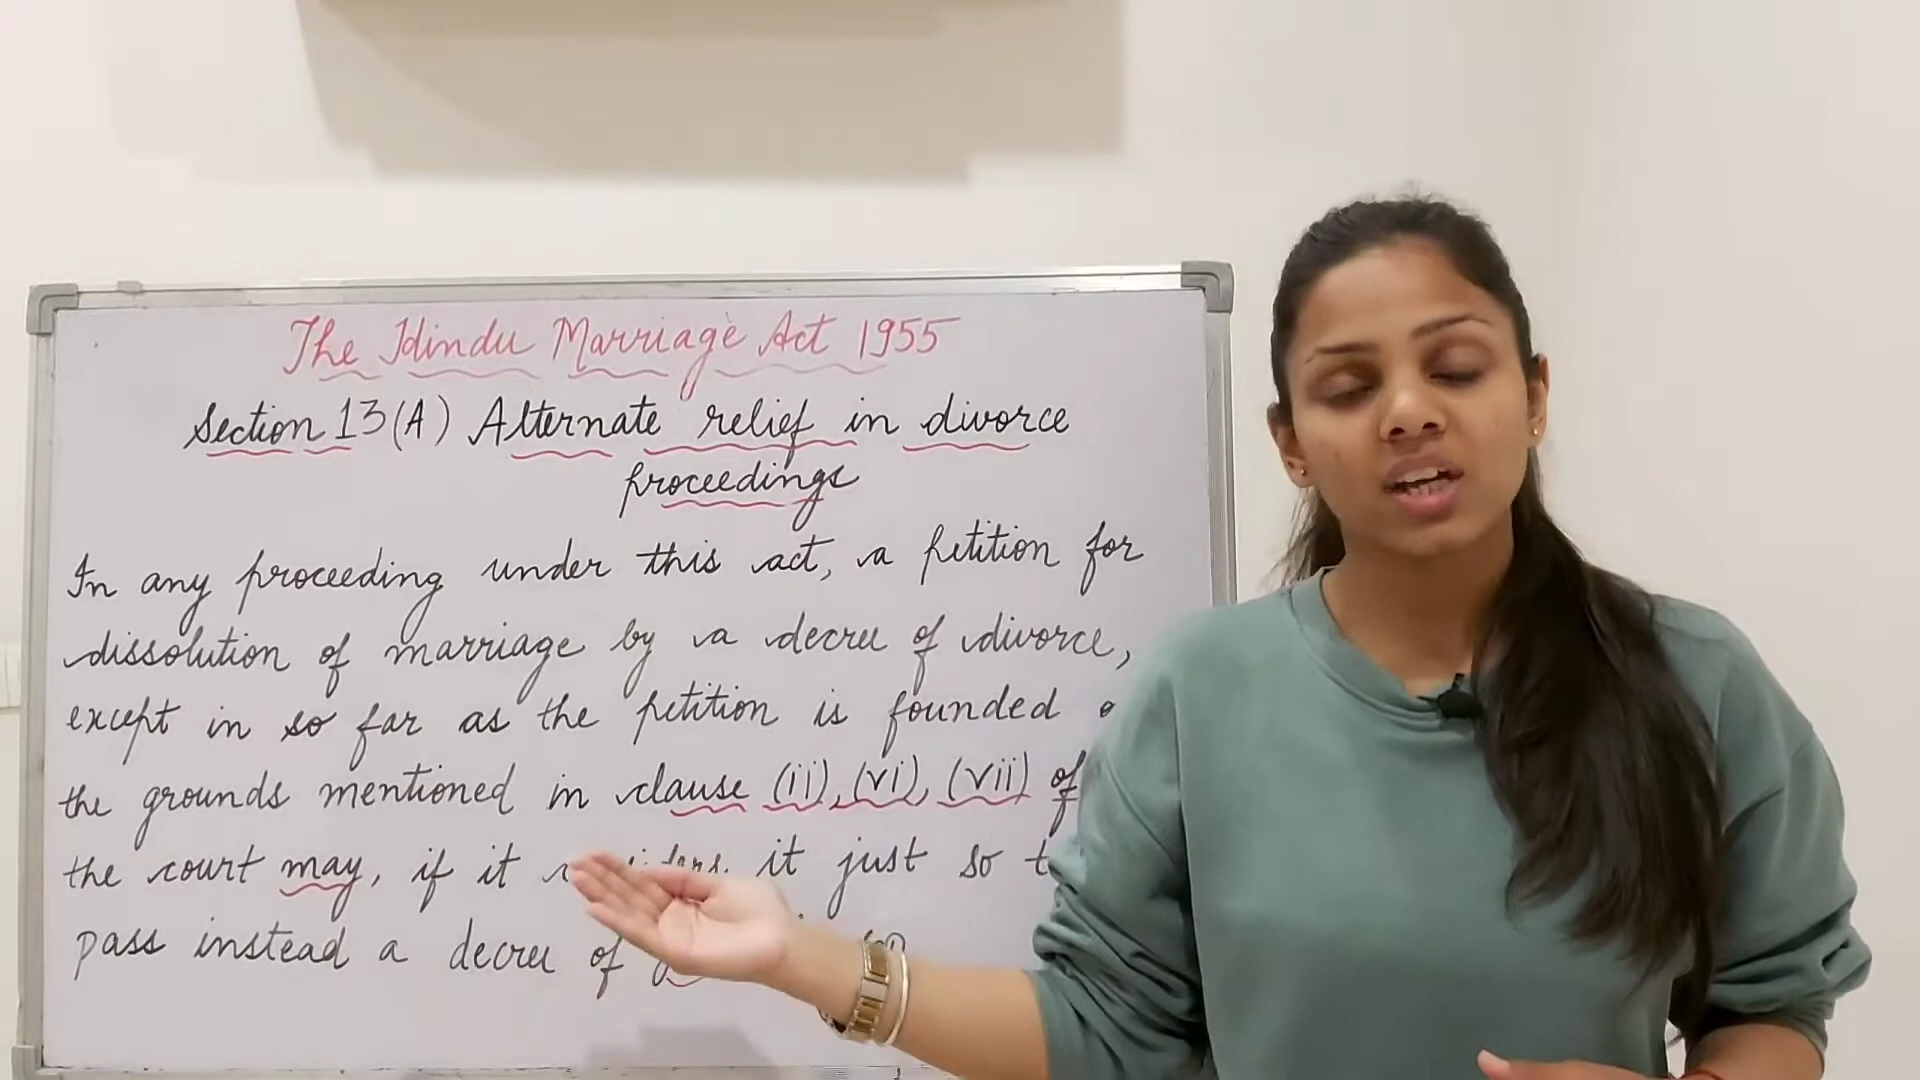 The Hindu Marriage Act 1955
Section 13(A) Alternate relief in divorce
proceedings
In any proceeding under this act, a petition for
dissolution of marriage by a decree of divorce,
except in so far as the petition is founded
the grounds mentioned in clause (ii), (vi), (vii) of
the court may, if it it just so
pass instead a decree of